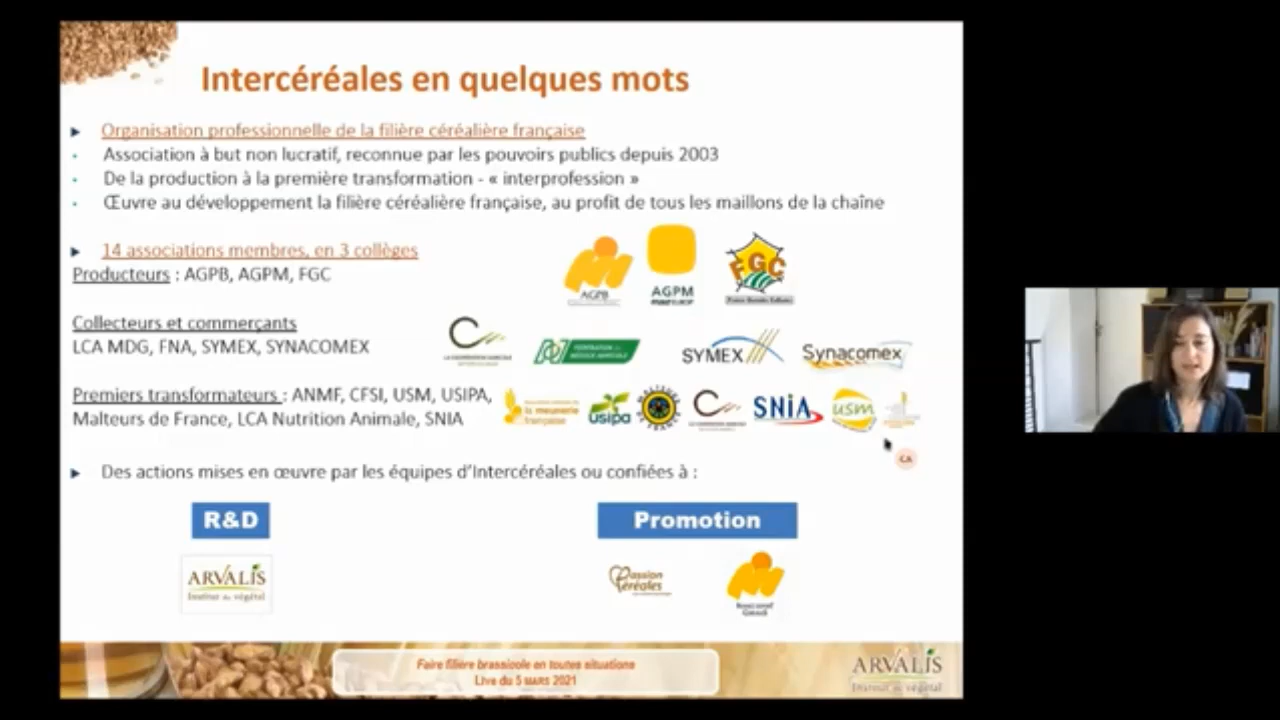 Intercéréales en quelques mots
Organisation professionnelle de la filière céréalière française
Association à but non lucratif, reconnue par les pouvoirs publics depuis 2003
De la production à la première transformation - « interprofession »
Œuvre au développement la filière céréalière française, au profit de tous les maillons de la chaîne
14 associations membres, en 3 collèges
Producteurs : AGPB, AGPM, FGC
AGPB
AGPM
FGC
Collecteurs et commerçants
LCA MDG, FNA, SYMEX, SYNACOMEX
SYMEX
Synacomex
Premiers transformateurs : ANMF, CFSI, USM, USIPA,
Malteurs de France, LCA Nutrition Animale, SNIA
la meunerie
française
usipa
SNIA
usm
CA
Des actions mises en œuvre par les équipes d'Intercéréales ou confiées à :
R&D
Promotion
ARVALIS
Institut du végétal
Passion
Céréales
Faire filière brassicole en toutes situations
Live du 5 MARS 2021
ARVALIS
Institut du végétal